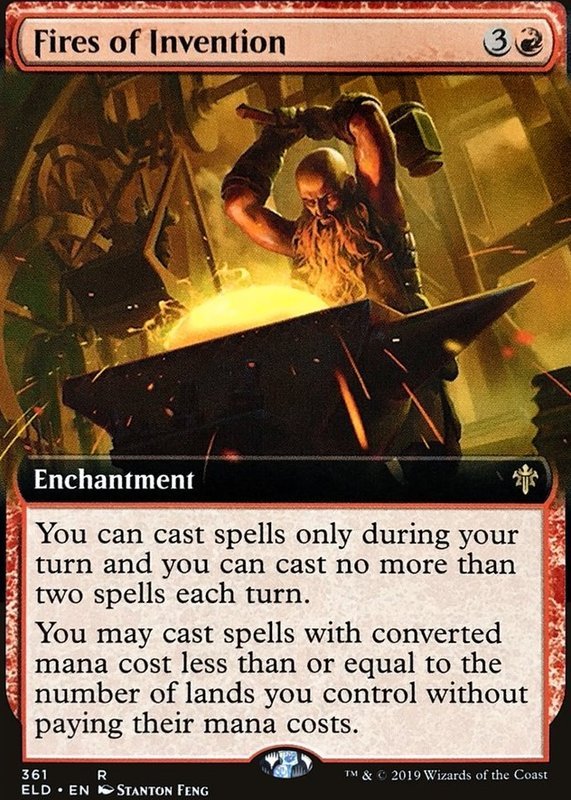 Fires of Invention 3
Enchantment
You can cast spells only during your
turn and you can cast no more than
two spells each turn.
You may cast spells with converted
mana cost less than or equal to the
number of lands you control without
paying their mana costs.
361 R
ELD • EN Stanton Feng
™ & © 2019 Wizards of the Coast